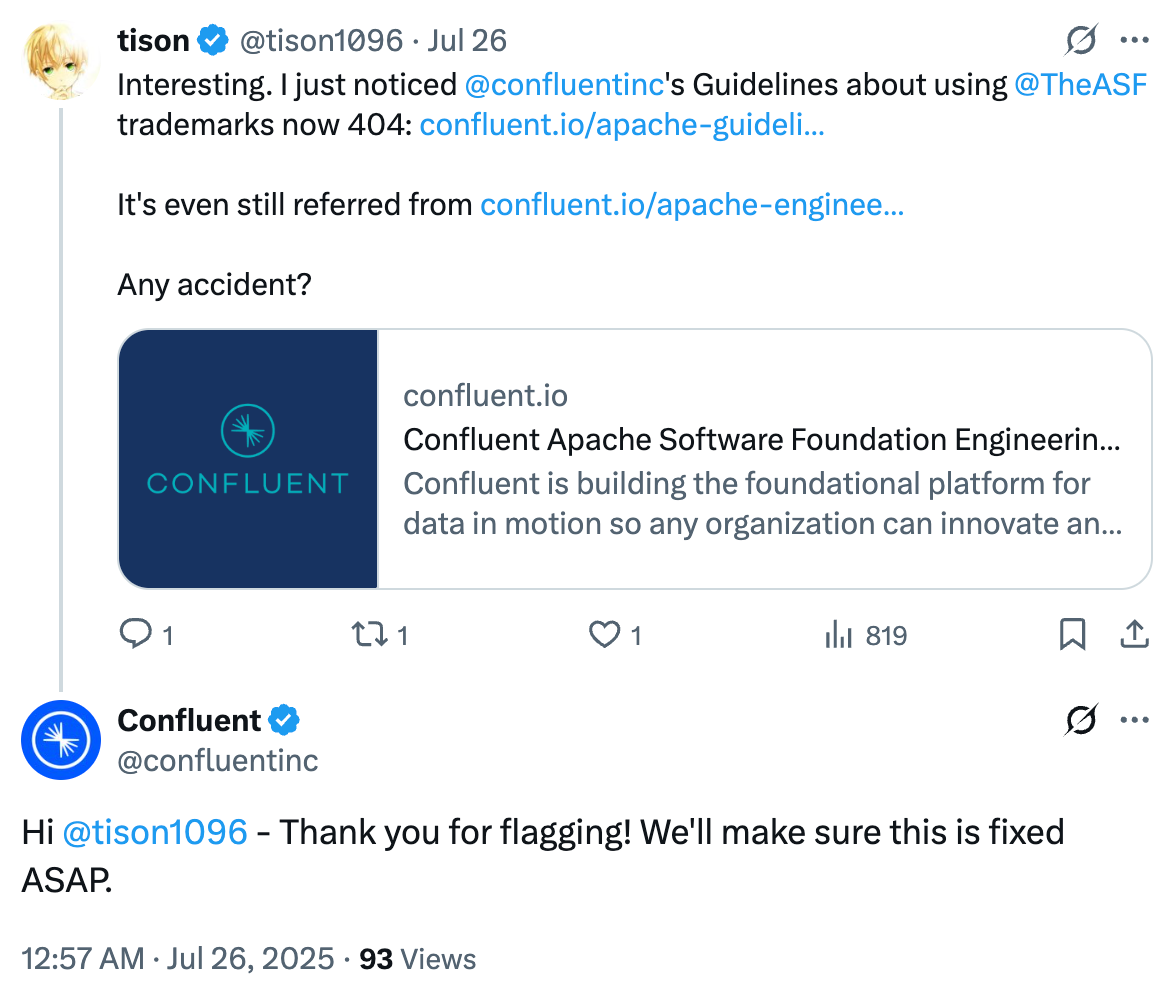 tison @tison1096 · Jul 26
Interesting. I just noticed @confluentinc's Guidelines about using @TheASF
trademarks now 404: confluent.io/apache-guideli...
It's even still referred from confluent.io/apache-enginee...
Any accident?
CONFLUENT
confluent.io
Confluent Apache Software Foundation Engineerin...
Confluent is building the foundational platform for
data in motion so any organization can innovate an...
1 1 1 819
Confluent
@confluentinc
Hi @tison1096 - Thank you for flagging! We'll make sure this is fixed
ASAP.
12:57 AM · Jul 26, 2025 · 93 Views